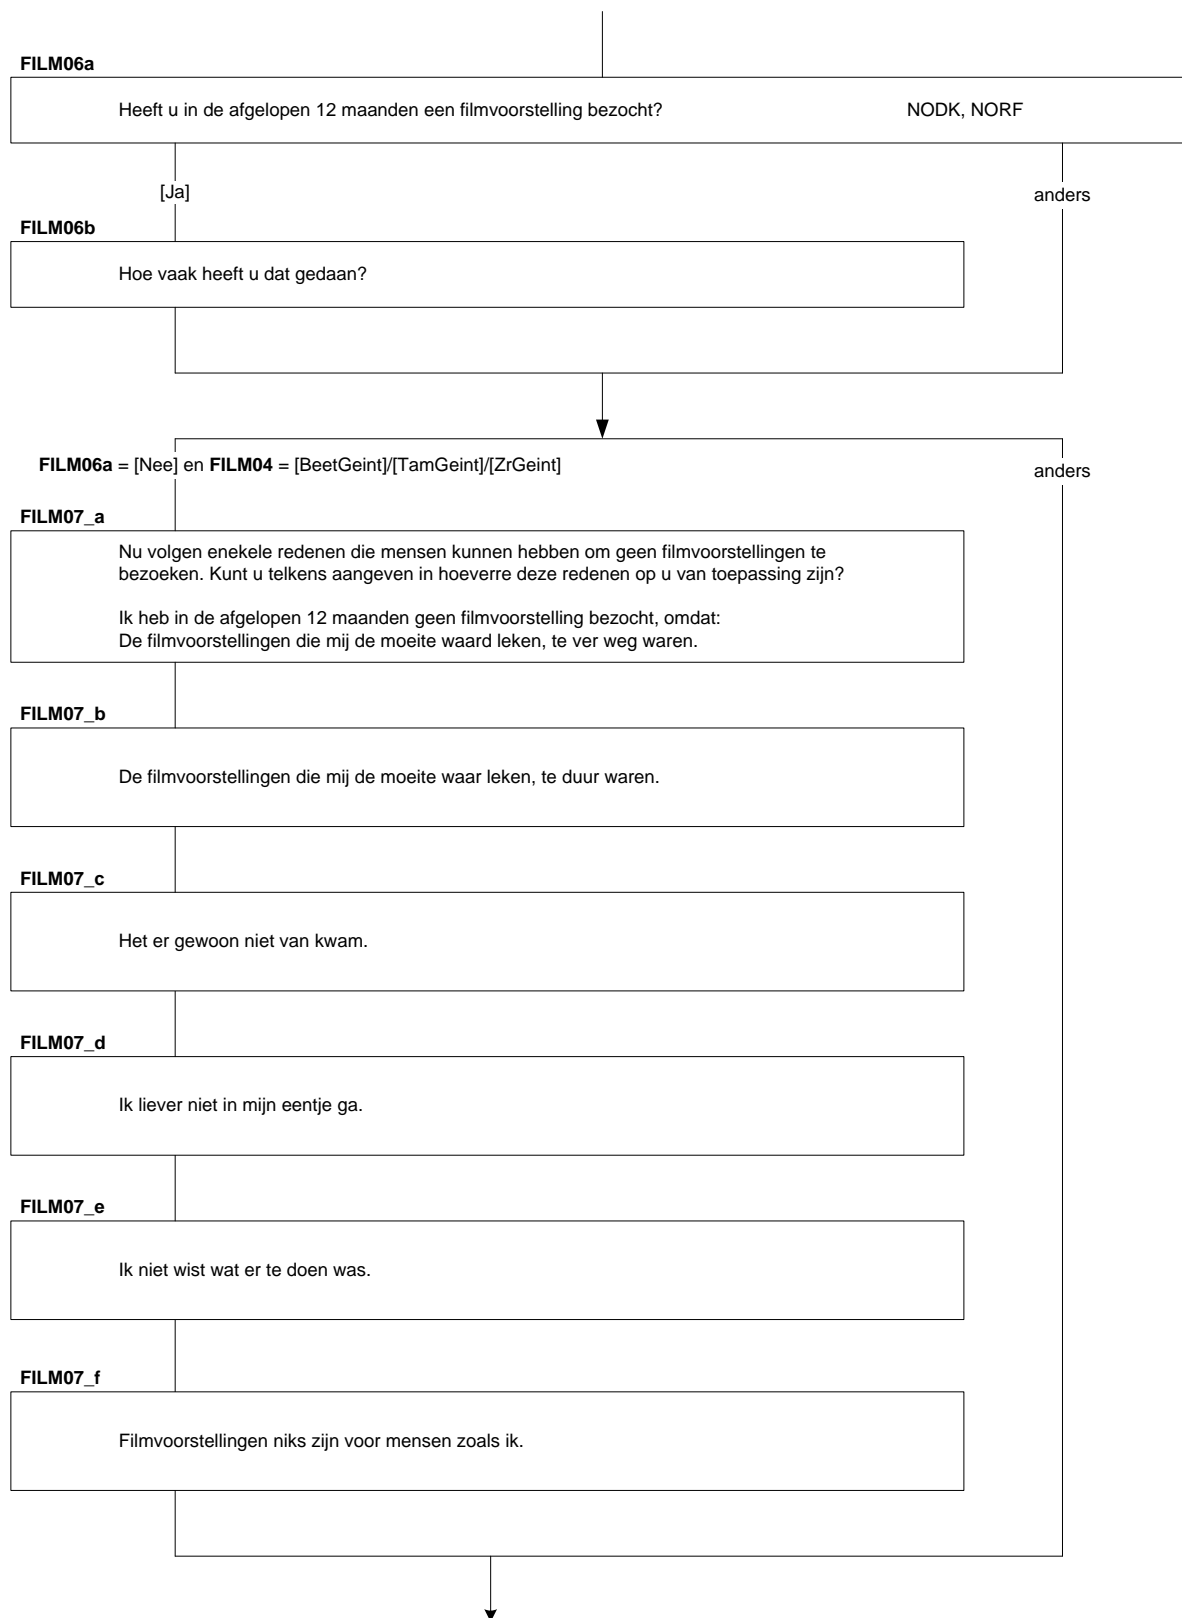 FILM06a
Heeft u in de afgelopen 12 maanden een filmvoorstelling bezocht? NODK, NORF
[Ja] anders
FILM06b
Hoe vaak heeft u dat gedaan?
FILM06a = [Nee] en FILM04 = [BeetGeint]/[TamGeint]/[ZrGeint]
anders
FILM07_a
Nu volgen enekele redenen die mensen kunnen hebben om geen filmvoorstellingen te
bezoeken. Kunt u telkens aangeven in hoeverre deze redenen op u van toepassing zijn?
Ik heb in de afgelopen 12 maanden geen filmvoorstelling bezocht, omdat:
De filmvoorstellingen die mij de moeite waard leken, te ver weg waren.
FILM07_b
De filmvoorstellingen die mij de moeite waar leken, te duur waren.
FILM07_c
Het er gewoon niet van kwam.
FILM07_d
Ik liever niet in mijn eentje ga.
FILM07_e
Ik niet wist wat er te doen was.
FILM07_f
Filmvoorstellingen niks zijn voor mensen zoals ik.